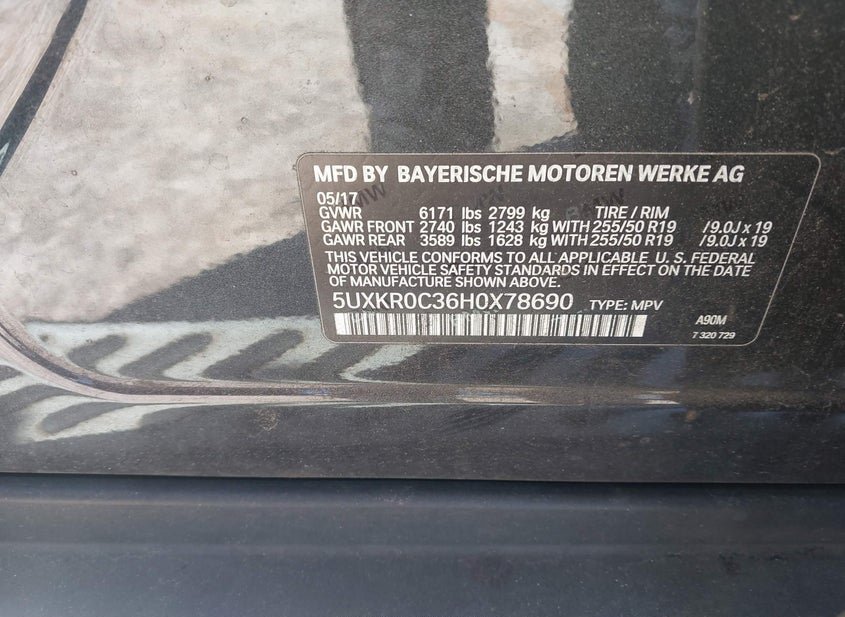 MFD BY BAYERISCHE MOTOREN WERKE AG
05/17
GVWR 6171 lbs 2799 kg TIRE / RIM
GAWR FRONT 2740 lbs 1243 kg WITH 255/50 R19 /9.0J x 19
GAWR REAR 3589 lbs 1628 kg WITH 255/50 R19 /9.0J x 19
THIS VEHICLE CONFORMS TO ALL APPLICABLE U. S. FEDERAL
MOTOR VEHICLE SAFETY STANDARDS IN EFFECT ON THE DATE
OF MANUFACTURE SHOWN ABOVE.
5UXKR0C36H0X78690 TYPE: MPV
A90M
7 320 729